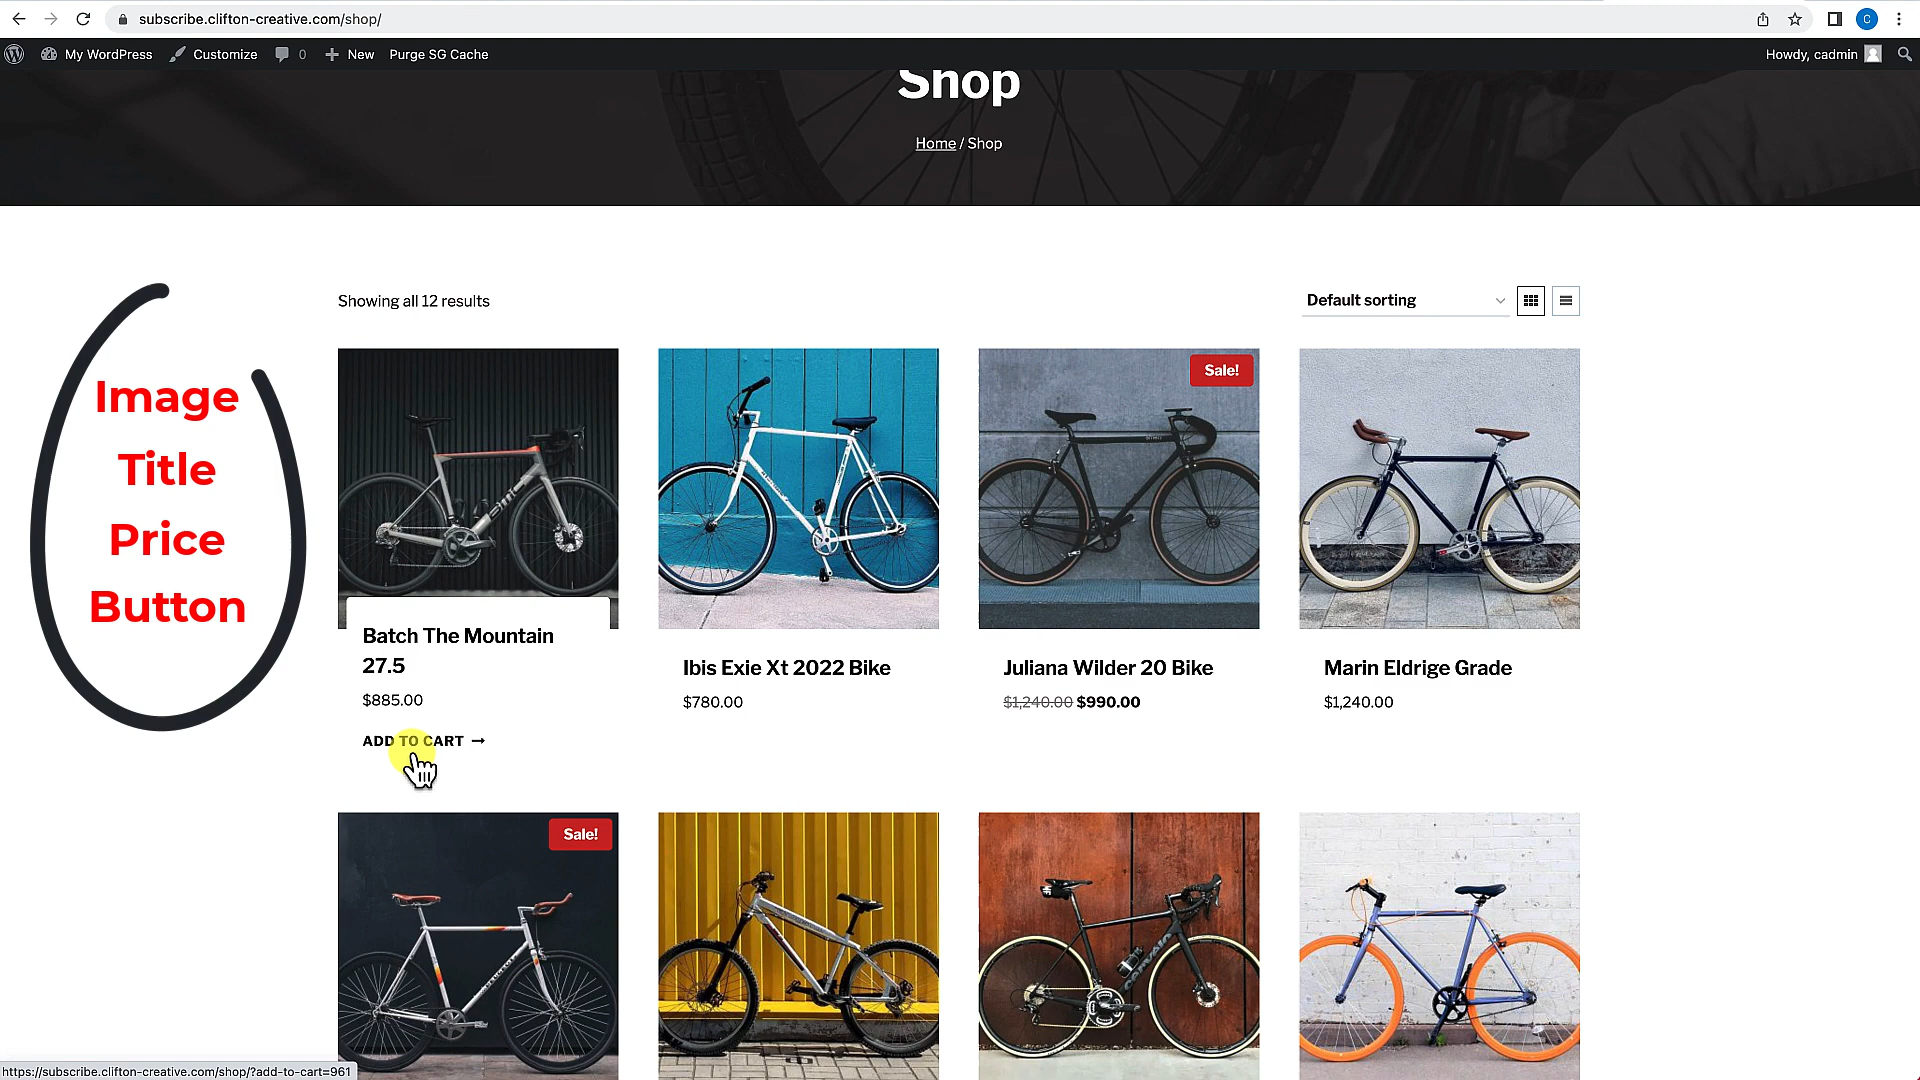 subscribe.clifton-creative.com/shop/
C
My WordPress
Customize
0
New
Purge SG Cache
Howdy, cadmin
Shop
Home / Shop
Showing all 12 results
Default sorting
Image
Title
Price
Button
Sale!
Batch The Mountain
27.5
$885.00
ADD TO CART →
Ibis Exie Xt 2022 Bike
$780.00
Juliana Wilder 20 Bike
$1,240.00 $990.00
Marin Eldrige Grade
$1,240.00
Sale!
https://subscribe.clifton-creative.com/shop/?add-to-cart=961